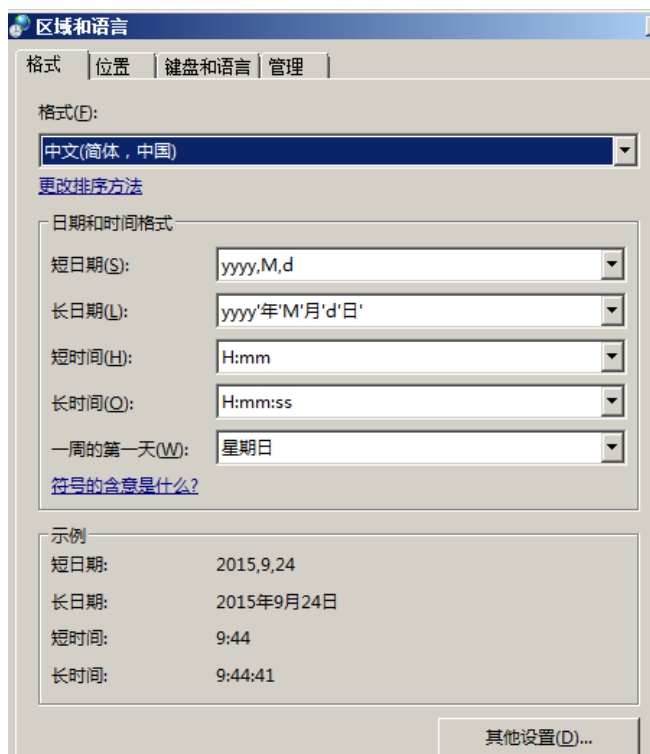 区域和语言
格式 位置 键盘和语言 管理
格式(F):
中文(简体，中国)
更改排序方法
日期和时间格式
短日期(S): yyyy,M,d
长日期(L): yyyy'年'M'月'd'日'
短时间(H): H:mm
长时间(O): H:mm:ss
一周的第一天(W): 星期日
符号的含意是什么?
示例
短日期: 2015,9,24
长日期: 2015年9月24日
短时间: 9:44
长时间: 9:44:41
其他设置(D)...